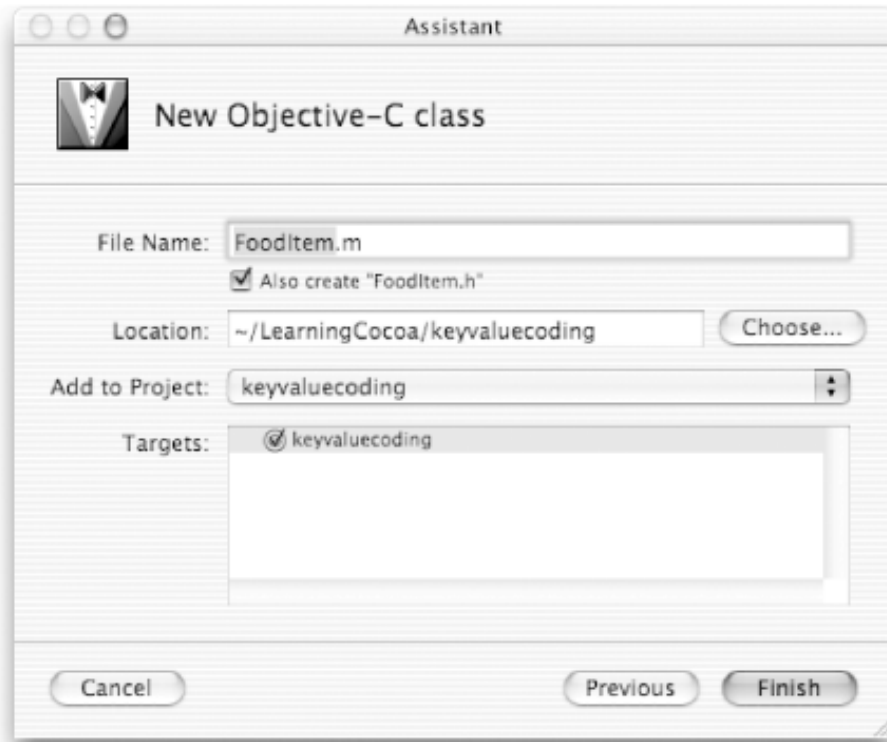 Assistant
New Objective-C class
File Name: FoodItem.m
Also create "FoodItem.h"
Location: ~/LearningCocoa/keyvaluecoding Choose...
Add to Project: keyvaluecoding
Targets: keyvaluecoding
Cancel Previous Finish